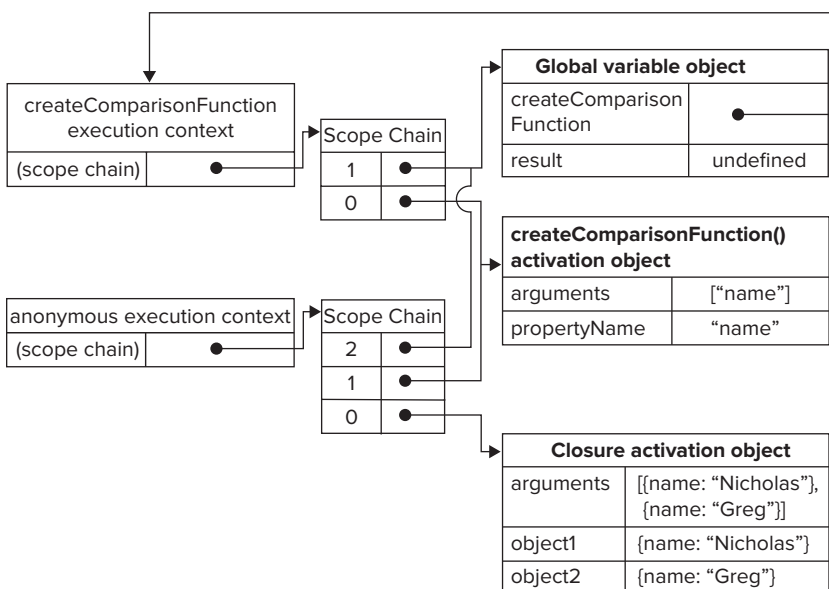 createComparisonFunction
execution context
(scope chain)
Scope Chain
1
0
Global variable object
createComparison
Function
result undefined
createComparisonFunction()
activation object
arguments [“name”]
propertyName “name”
anonymous execution context
(scope chain)
Scope Chain
2
1
0
Closure activation object
arguments [{name: “Nicholas”},
{name: “Greg”}]
object1 {name: “Nicholas”}
object2 {name: “Greg”}